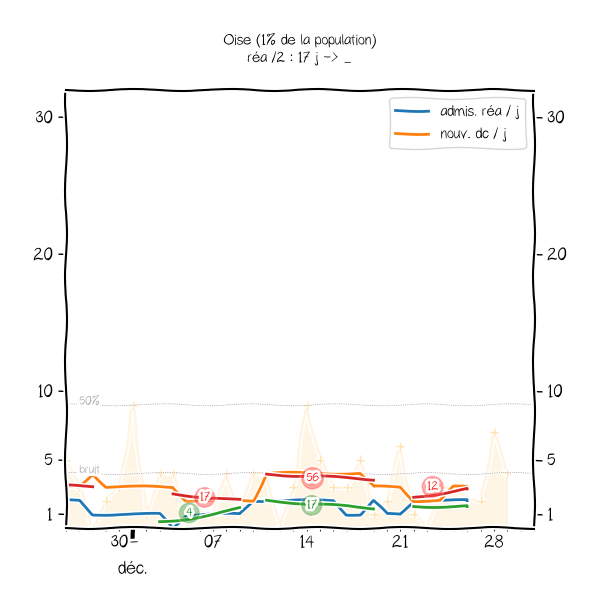 Oise (1% de la population)
réa /2 : 17 j -> _
admis. réa / j
nouv. dc / j
30 30
20 20
10 10
50%
5 5
bruit
56
12
17
17
4
1 1
30 07 14 21 28
déc.